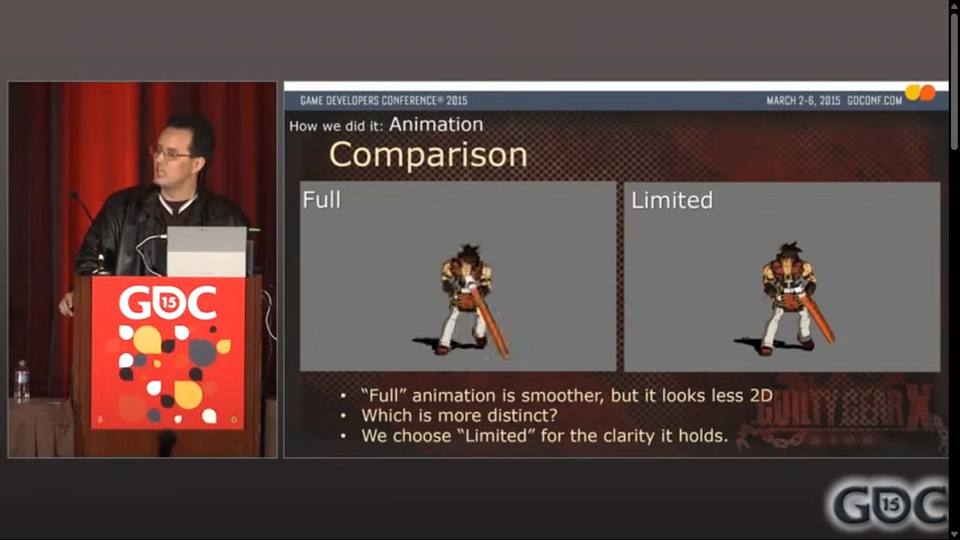 GAME DEVELOPERS CONFERENCE® 2015
MARCH 2-6, 2015 GDCONF.COM
How we did it: Animation
Comparison
Full
Limited
• “Full” animation is smoother, but it looks less 2D
• Which is more distinct?
• We choose “Limited” for the clarity it holds.
GUILTY GEAR X
GDC
15
GDC
15